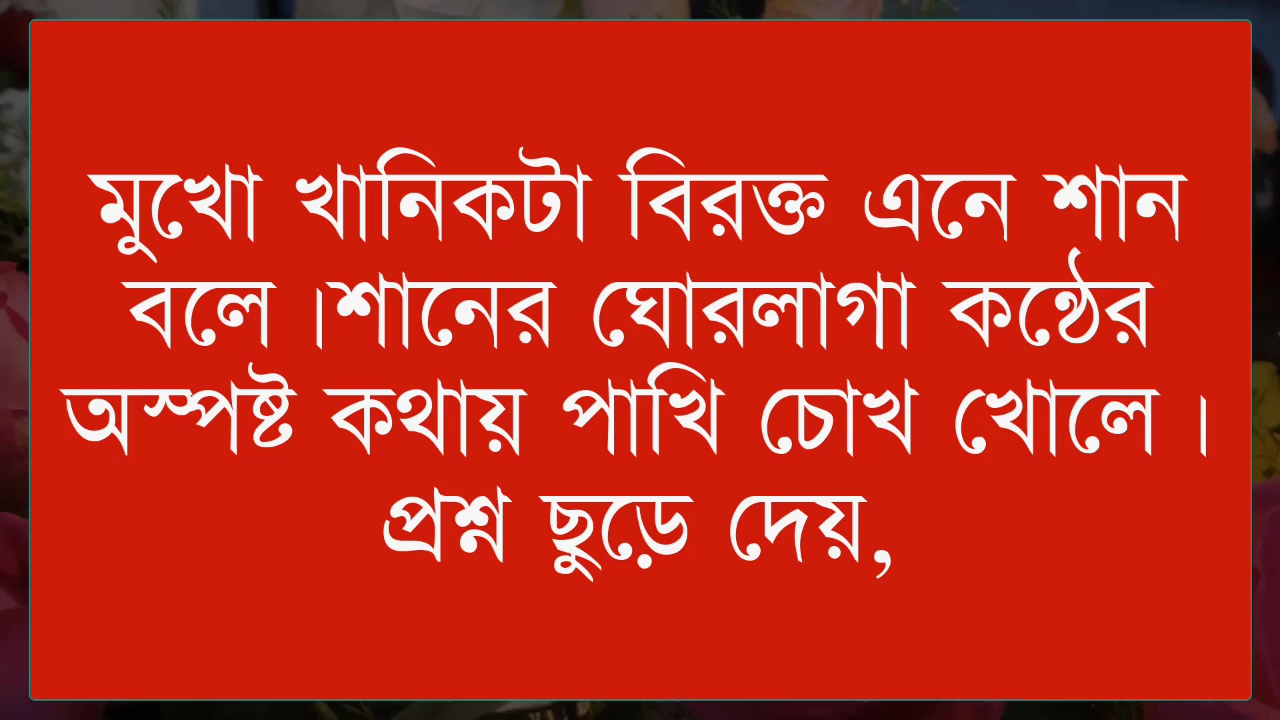 মুখো খানিকটা বিরক্ত এনে শান
বলে ।শানের ঘোরলাগা কন্ঠের
অস্পষ্ট কথায় পাখি চোখ খোলে ।
প্রশ্ন ছুড়ে দেয়,